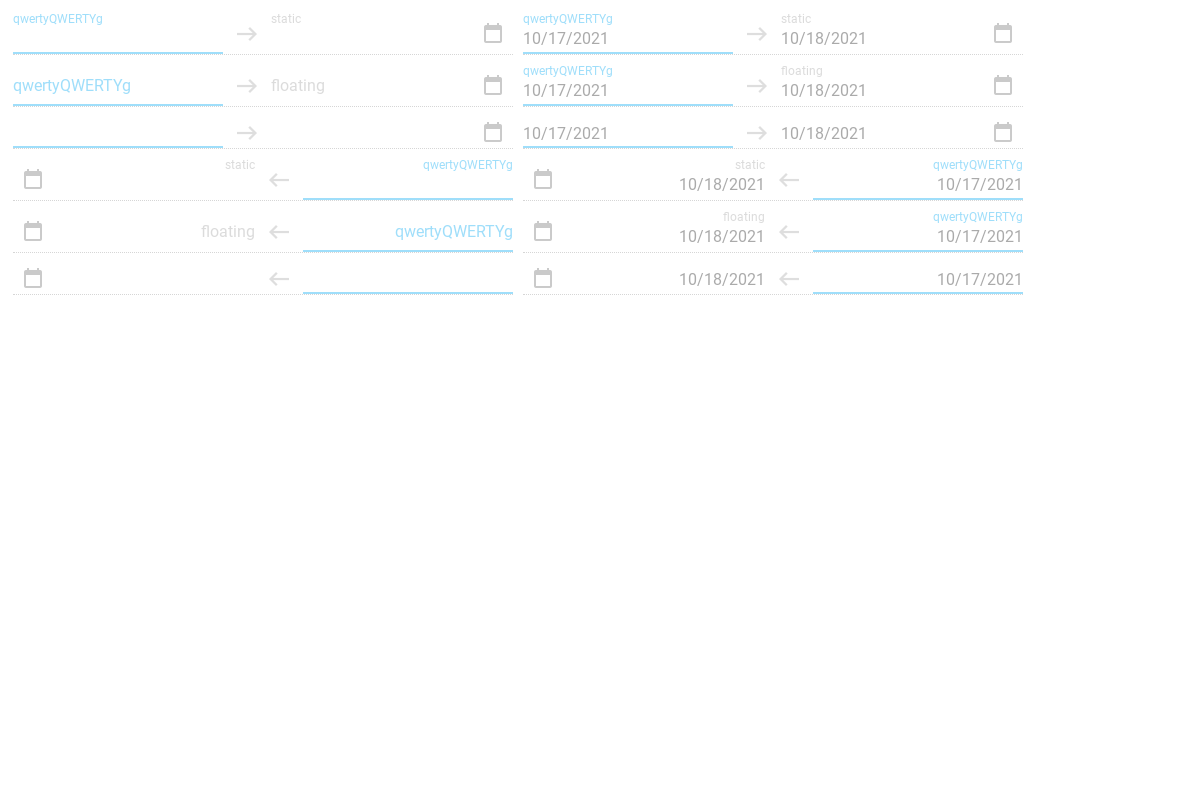 qwertyQWERTYg static qwertyQWERTYg static
10/17/2021 10/18/2021
qwertyQWERTYg floating qwertyQWERTYg floating
10/17/2021 10/18/2021
10/17/2021 10/18/2021
static qwertyQWERTYg static qwertyQWERTYg
10/18/2021 10/17/2021
floating qwertyQWERTYg floating qwertyQWERTYg
10/18/2021 10/17/2021
10/18/2021 10/17/2021